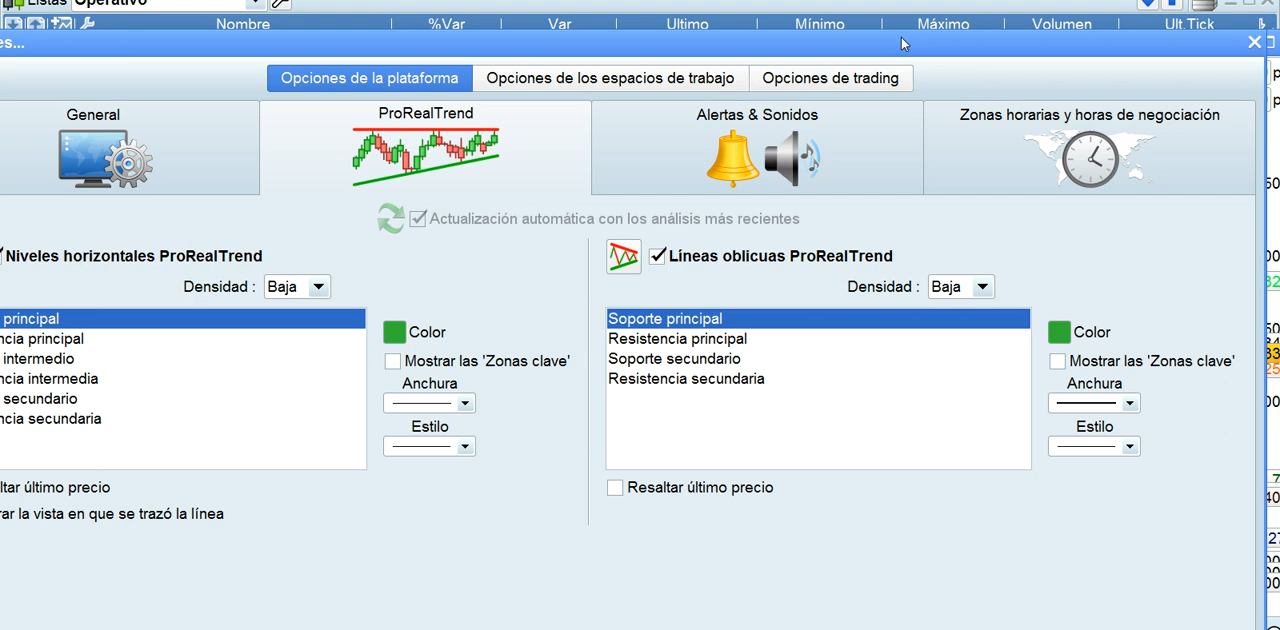 Listas Operativo
Nombre %Var Var Ultimo Mínimo Máximo Volumen Ult.Tick
es...
Opciones de la plataforma Opciones de los espacios de trabajo Opciones de trading
General ProRealTrend Alertas & Sonidos Zonas horarias y horas de negociación
Actualización automática con los análisis más recientes
Niveles horizontales ProRealTrend
Densidad : Baja
principal
ncia principal
intermedio
ncia intermedia
secundario
ncia secundaria
Color
Mostrar las 'Zonas clave'
Anchura
Estilo
ltar último precio
rar la vista en que se trazó la línea
Líneas oblicuas ProRealTrend
Densidad : Baja
Soporte principal
Resistencia principal
Soporte secundario
Resistencia secundaria
Color
Mostrar las 'Zonas clave'
Anchura
Estilo
Resaltar último precio